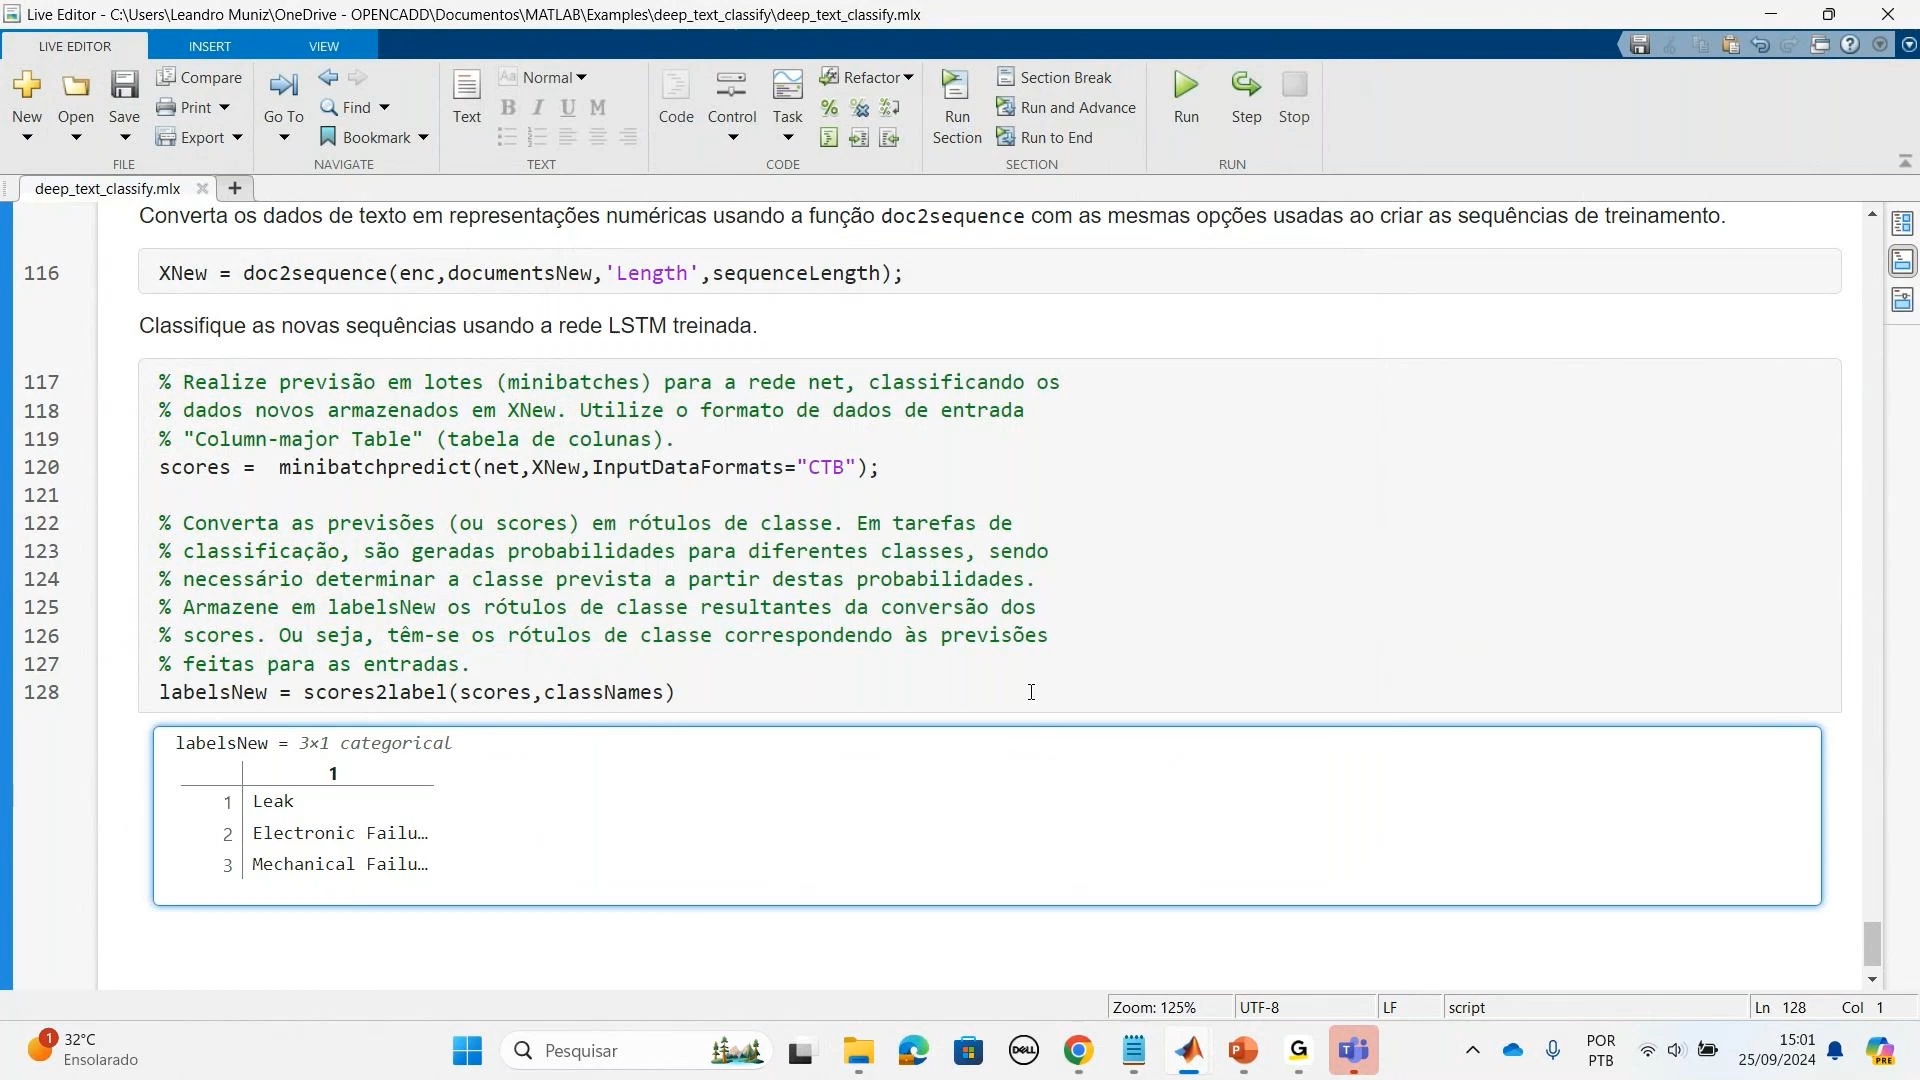 Live Editor - C:\Users\Leandro Muniz\OneDrive - OPENCADD\Documentos\MATLAB\Examples\deep_text_classify\deep_text_classify.mlx
LIVE EDITOR INSERT VIEW
New Open Save Compare Print Export
FILE
Go To Find Bookmark
NAVIGATE
Text Aa Normal B I U M
TEXT
Code Control Task Refactor
CODE
Run Section Section Break Run and Advance Run to End
SECTION
Run Step Stop
RUN
deep_text_classify.mlx
Converta os dados de texto em representações numéricas usando a função doc2sequence com as mesmas opções usadas ao criar as sequências de treinamento.
116 XNew = doc2sequence(enc,documentsNew,'Length',sequenceLength);
Classifique as novas sequências usando a rede LSTM treinada.
117 % Realize previsão em lotes (minibatches) para a rede net, classificando os
118 % dados novos armazenados em XNew. Utilize o formato de dados de entrada
119 % "Column-major Table" (tabela de colunas).
120 scores =  minibatchpredict(net,XNew,InputDataFormats="CTB");
121
122 % Converta as previsões (ou scores) em rótulos de classe. Em tarefas de
123 % classificação, são geradas probabilidades para diferentes classes, sendo
124 % necessário determinar a classe prevista a partir destas probabilidades.
125 % Armazene em labelsNew os rótulos de classe resultantes da conversão dos
126 % scores. Ou seja, têm-se os rótulos de classe correspondendo às previsões
127 % feitas para as entradas.
128 labelsNew = scores2label(scores,classNames)
labelsNew = 3×1 categorical
1
1 Leak
2 Electronic Failu…
3 Mechanical Failu…
Zoom: 125% UTF-8 LF script Ln 128 Col 1
1 32°C
Ensolarado
Pesquisar
DELL
POR
PTB
15:01
25/09/2024
PRE